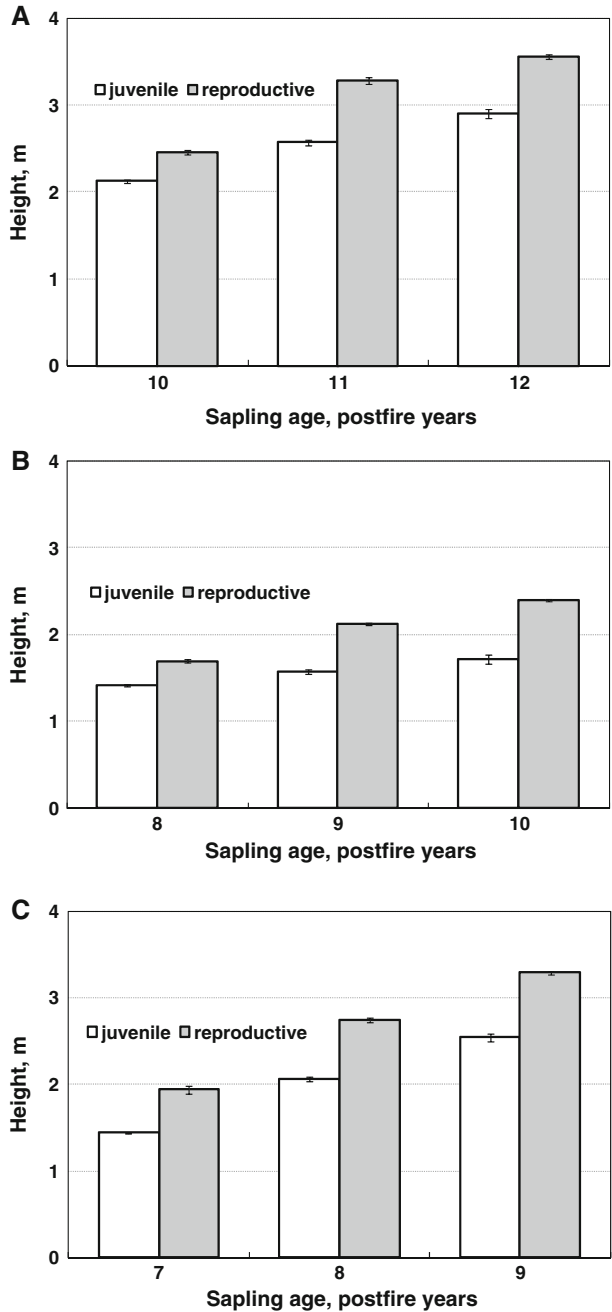 A
4
3
2
1
0
Height, m
juvenile reproductive
10 11 12
Sapling age, postfire years
B
4
3
2
1
0
Height, m
juvenile reproductive
8 9 10
Sapling age, postfire years
C
4
3
2
1
0
Height, m
juvenile reproductive
7 8 9
Sapling age, postfire years